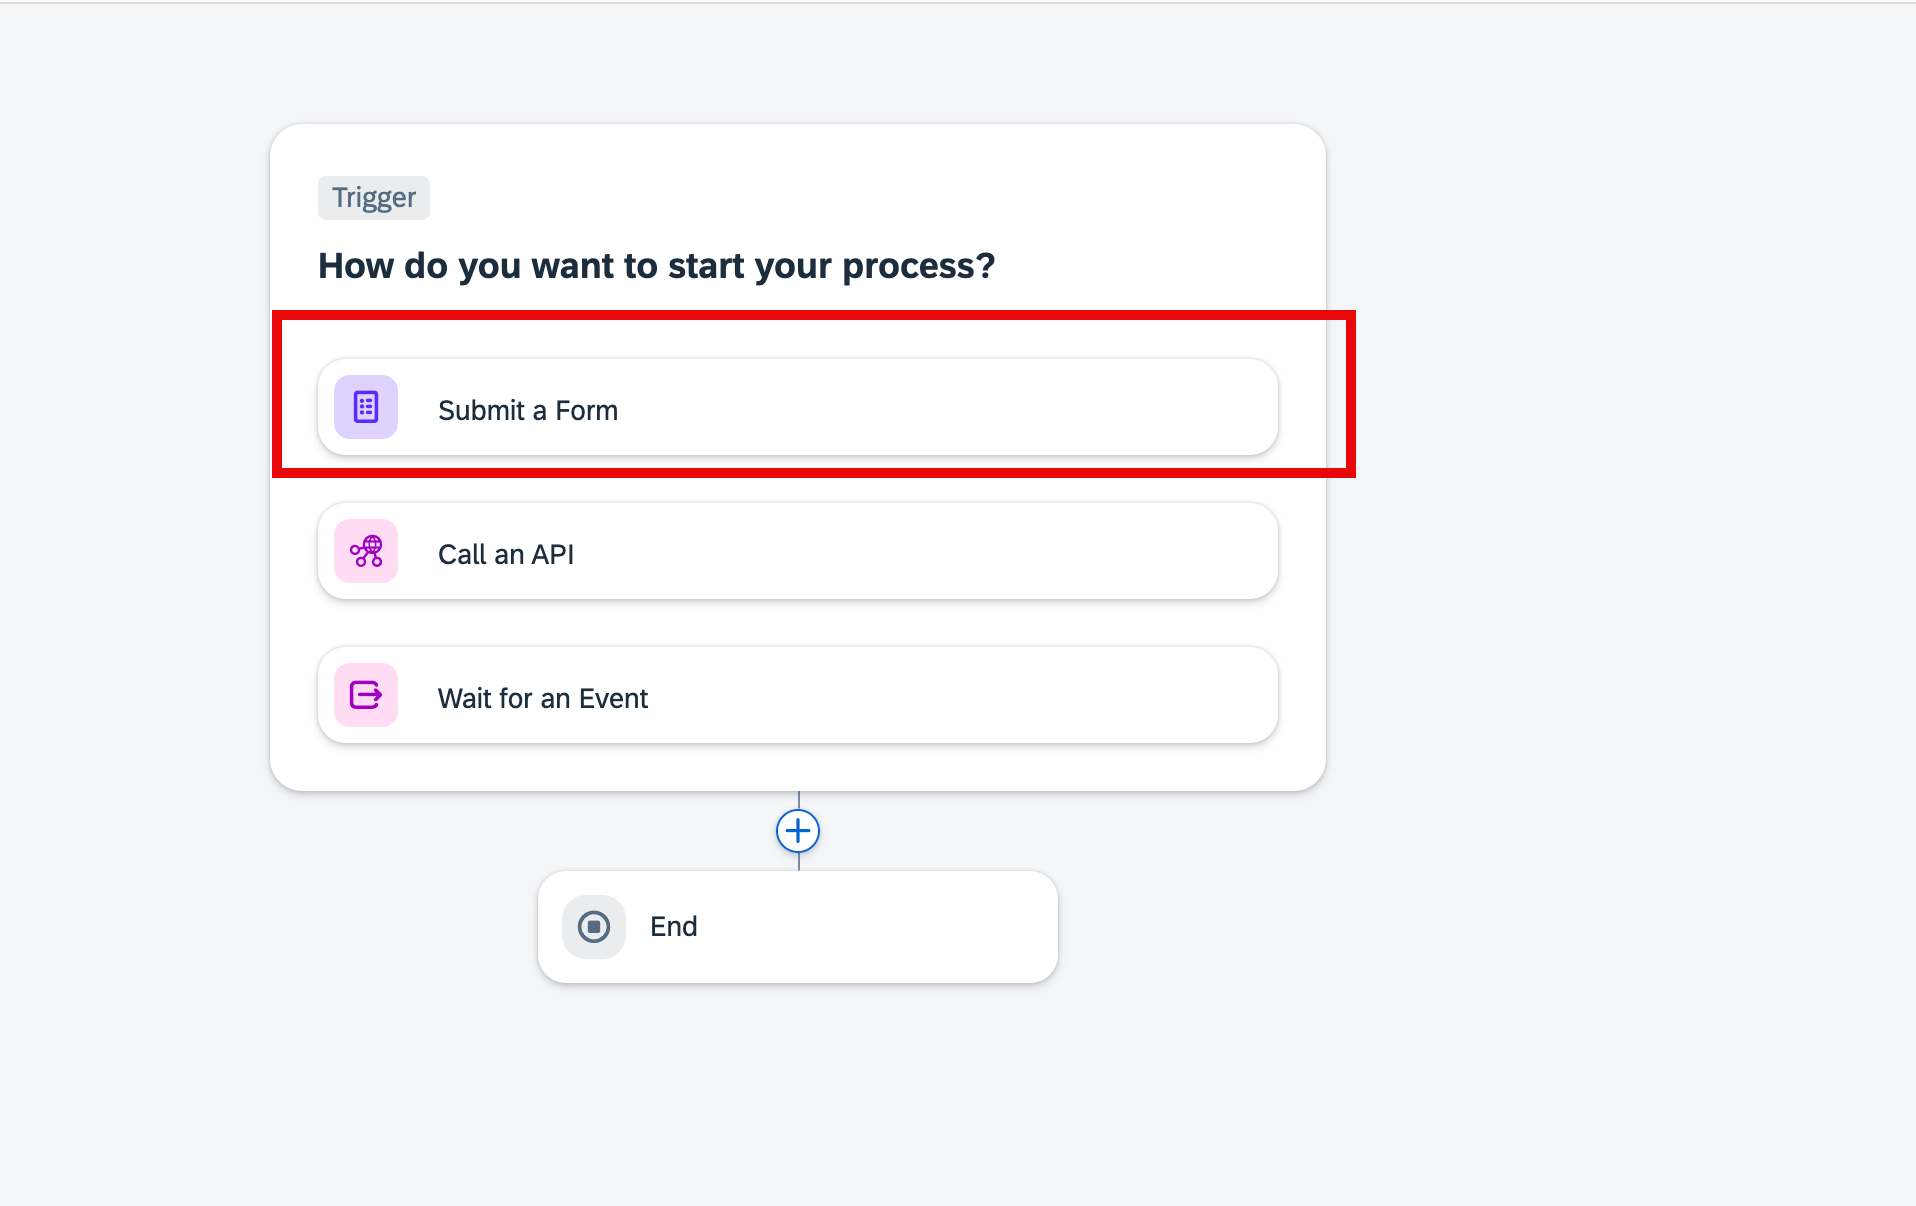 Trigger
How do you want to start your process?
Submit a Form
Call an API
Wait for an Event
End